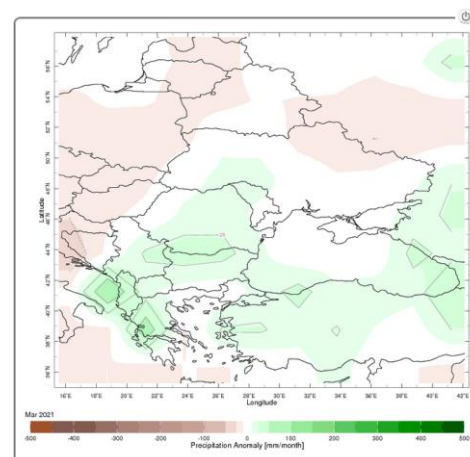 56˚N
54˚N
52˚N
50˚N
48˚N
46˚N
44˚N
42˚N
40˚N
38˚N
36˚N
Latitude
25
16˚E 18˚E 20˚E 22˚E 24˚E 26˚E 28˚E 30˚E 32˚E 34˚E 36˚E 38˚E 40˚E 42˚E
Longitude
Mar 2021
-500 -400 -300 -200 -100 0 100 200 300 400 500
Precipitation Anomaly [mm/month]